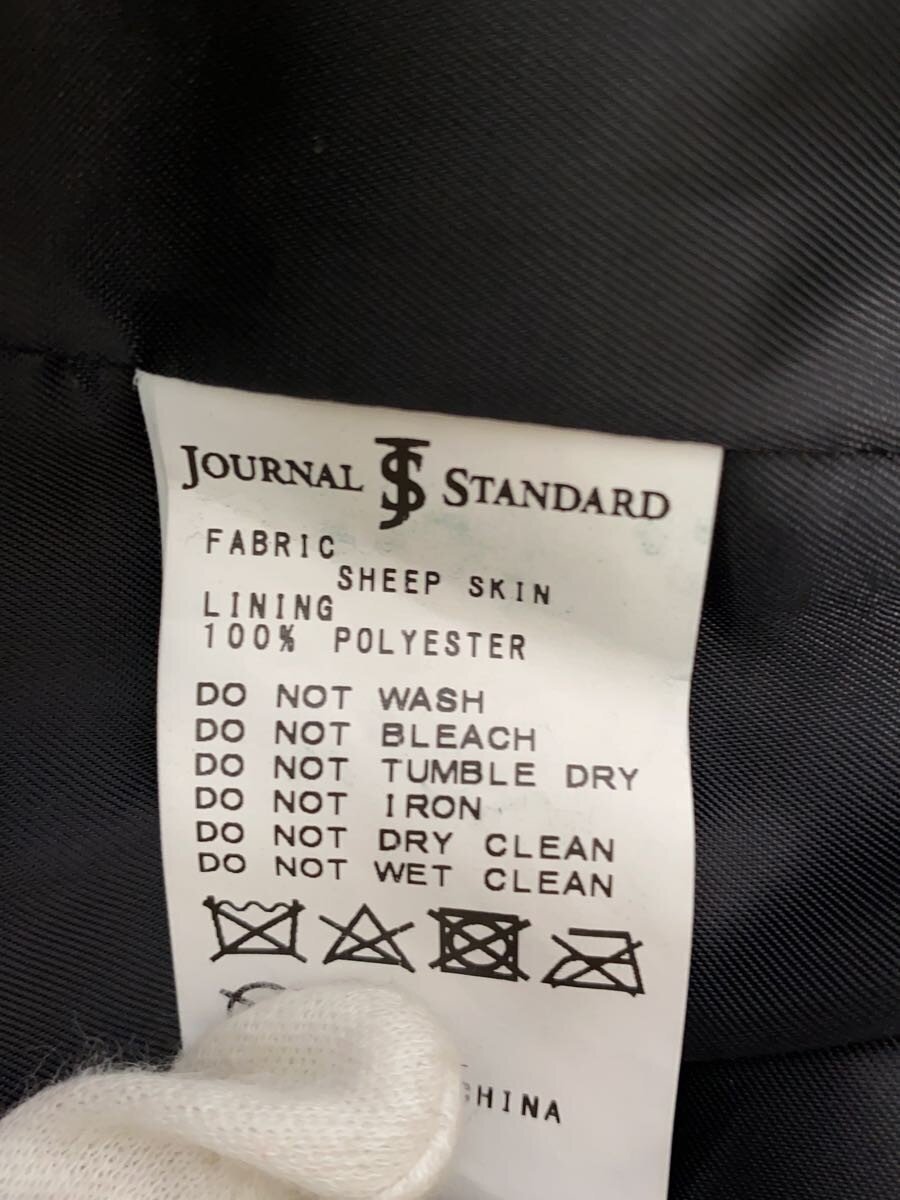 JOURNAL JS STANDARD
FABRIC
SHEEP SKIN
LINING
100% POLYESTER
DO NOT WASH
DO NOT BLEACH
DO NOT TUMBLE DRY
DO NOT IRON
DO NOT DRY CLEAN
DO NOT WET CLEAN
CHINA